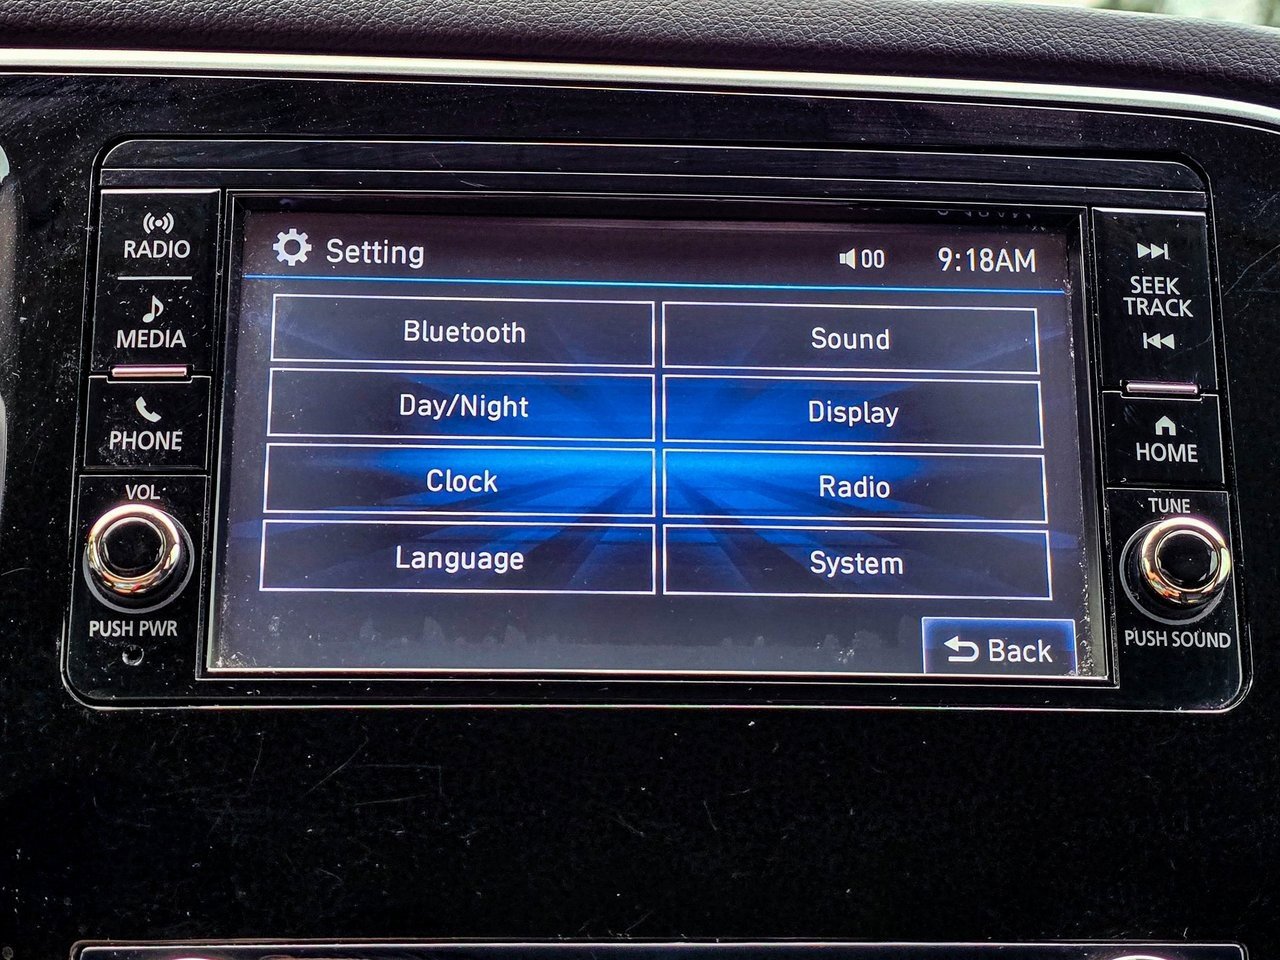 RADIO
MEDIA
PHONE
VOL
PUSH PWR
Setting
00 9:18AM
Bluetooth
Sound
Day/Night
Display
Clock
Radio
Language
System
Back
SEEK
TRACK
HOME
TUNE
PUSH SOUND